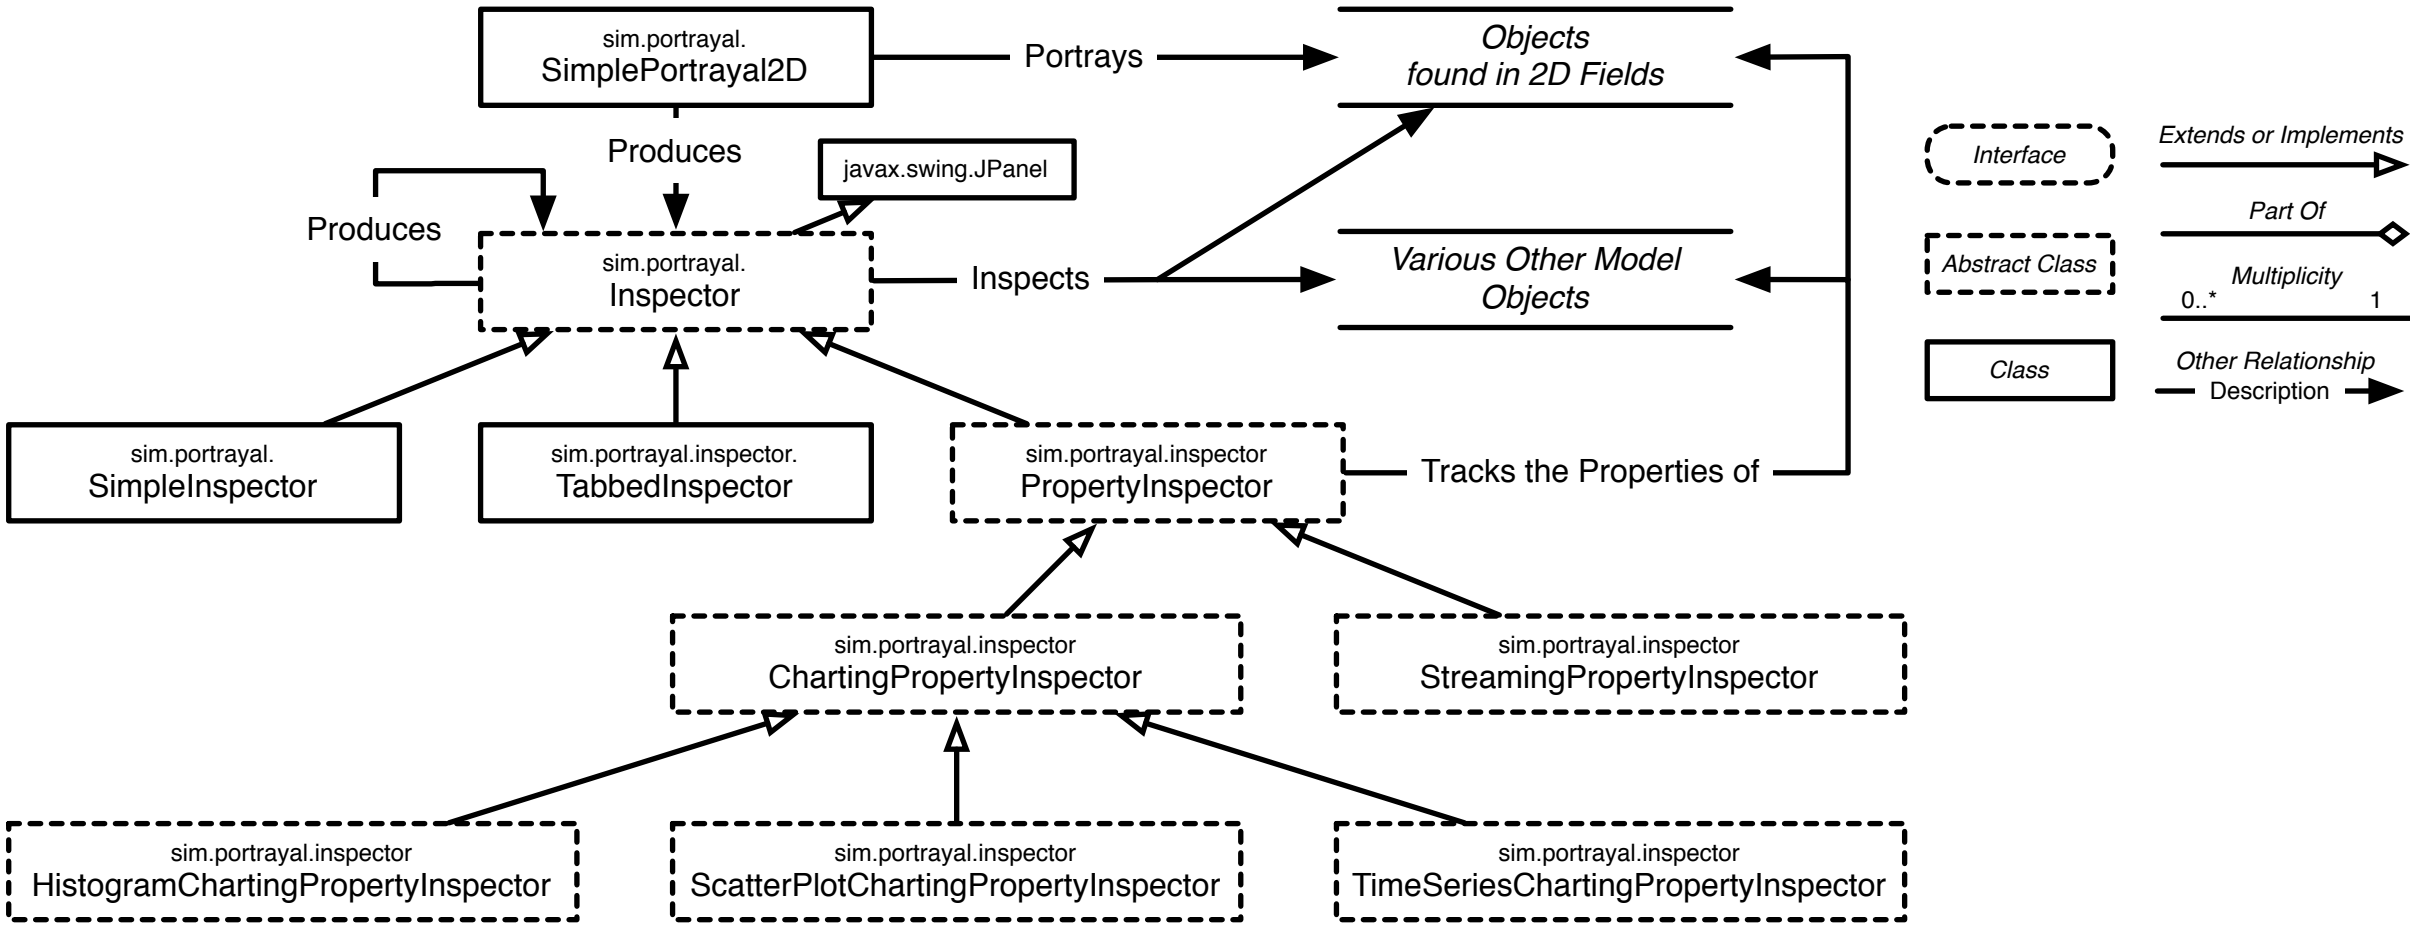 sim.portrayal.
SimplePortrayal2D
Portrays
Objects
found in 2D Fields
Produces
javax.swing.JPanel
Produces
sim.portrayal.
Inspector
Inspects
Various Other Model
Objects
Interface
Extends or Implements
Part Of
Abstract Class
Multiplicity
0..* 1
Class
Other Relationship
Description
sim.portrayal.
SimpleInspector
sim.portrayal.inspector.
TabbedInspector
sim.portrayal.inspector
PropertyInspector
Tracks the Properties of
sim.portrayal.inspector
ChartingPropertyInspector
sim.portrayal.inspector
StreamingPropertyInspector
sim.portrayal.inspector
HistogramChartingPropertyInspector
sim.portrayal.inspector
ScatterPlotChartingPropertyInspector
sim.portrayal.inspector
TimeSeriesChartingPropertyInspector